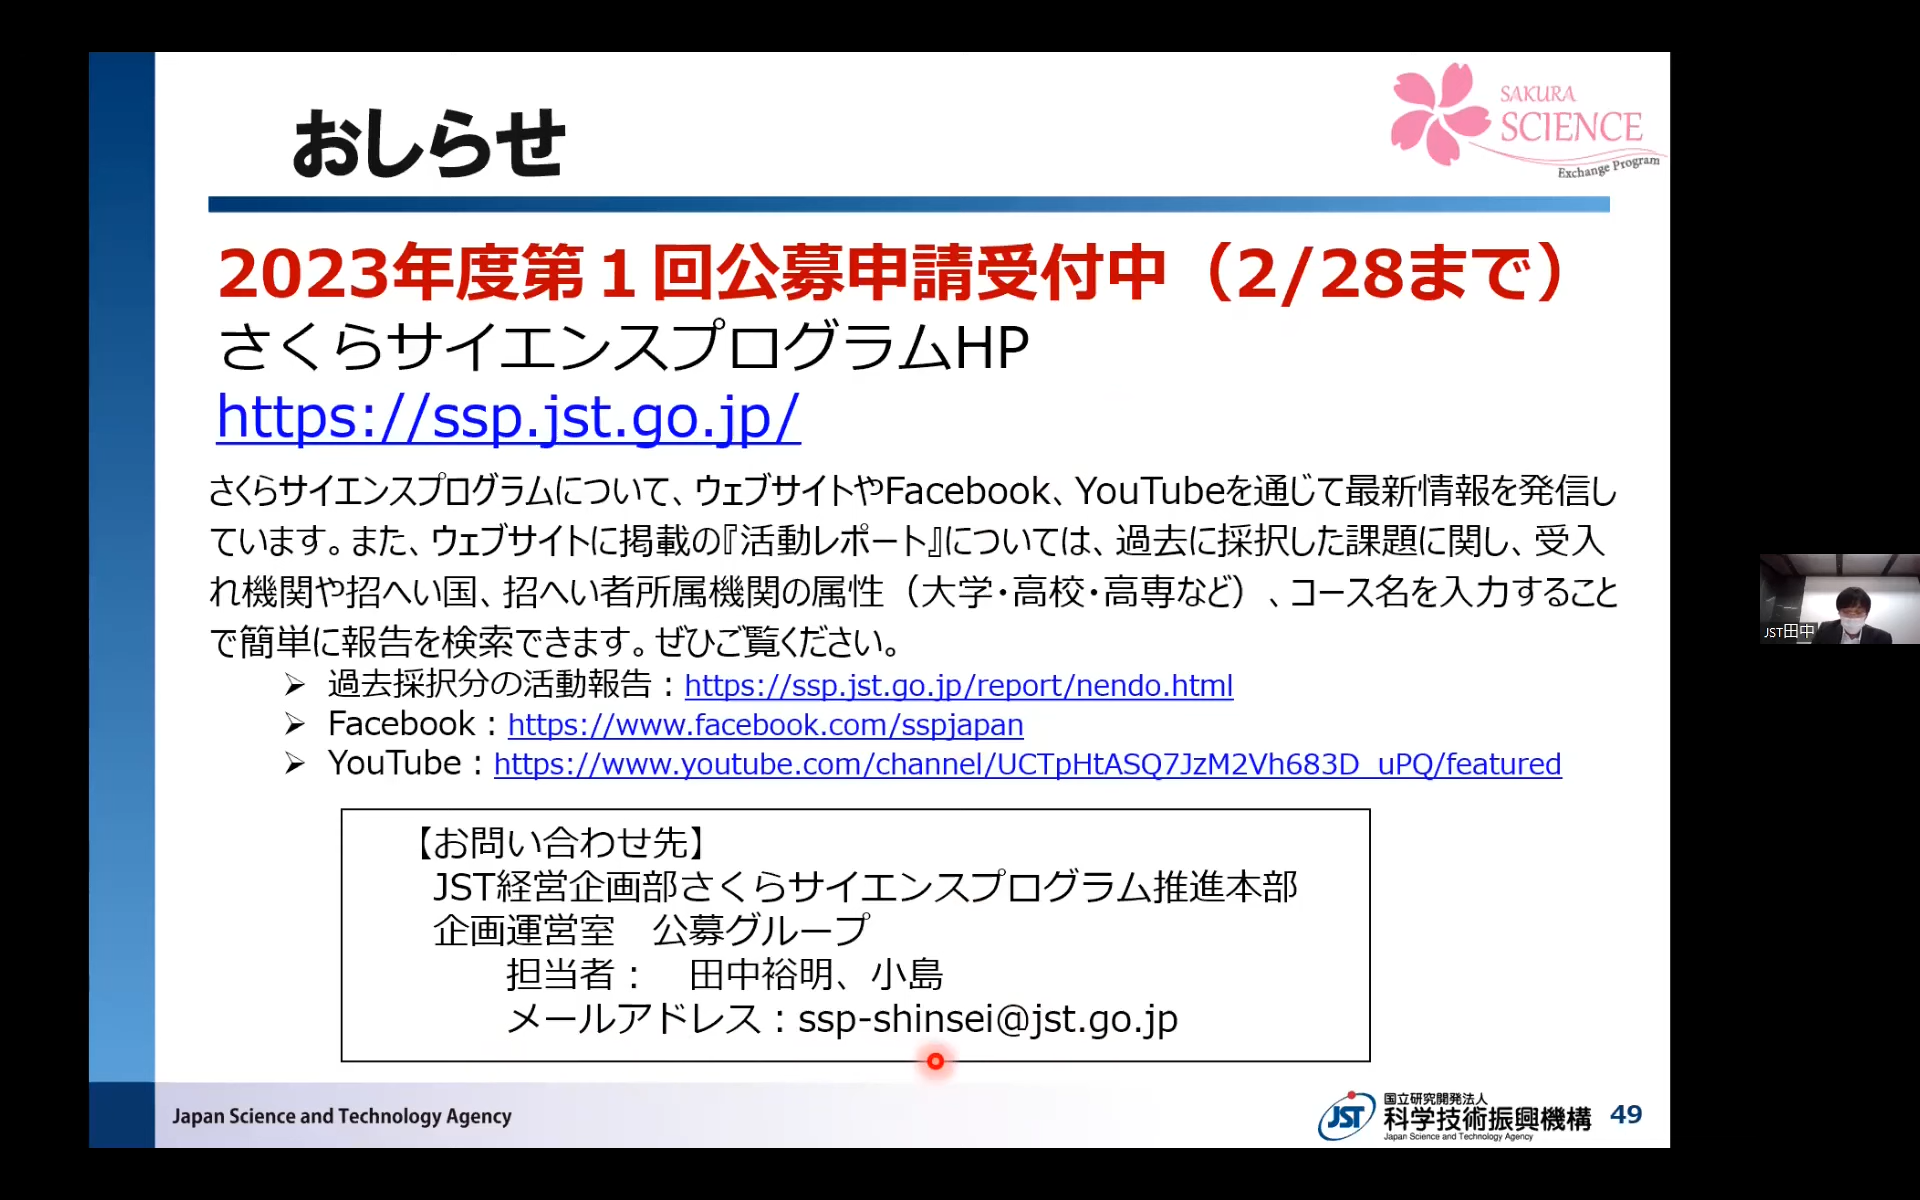 おしらせ
SAKURA
SCIENCE
Exchange Program
2023年度第１回公募申請受付中（2/28まで）
さくらサイエンスプログラムHP
https://ssp.jst.go.jp/
さくらサイエンスプログラムについて、ウェブサイトやFacebook、YouTubeを通じて最新情報を発信し
ています。また、ウェブサイトに掲載の『活動レポート』については、過去に採択した課題に関し、受入
れ機関や招へい国、招へい者所属機関の属性（大学・高校・高専など）、コース名を入力すること
で簡単に報告を検索できます。ぜひご覧ください。
➢ 過去採択分の活動報告：https://ssp.jst.go.jp/report/nendo.html
➢ Facebook：https://www.facebook.com/sspjapan
➢ YouTube：https://www.youtube.com/channel/UCTpHtASQ7JzM2Vh683D_uPQ/featured
【お問い合わせ先】
JST経営企画部さくらサイエンスプログラム推進本部
企画運営室　公募グループ
担当者：　田中裕明、小島
メールアドレス：ssp-shinsei@jst.go.jp
Japan Science and Technology Agency
JST
国立研究開発法人
科学技術振興機構
Japan Science and Technology Agency
49
JST田中